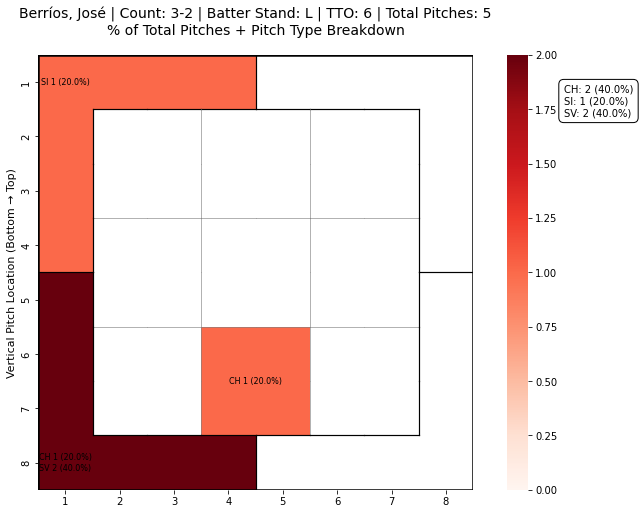 Berríos, José | Count: 3-2 | Batter Stand: L | TTO: 6 | Total Pitches: 5
% of Total Pitches + Pitch Type Breakdown
Vertical Pitch Location (Bottom → Top)
1
2
3
4
5
6
7
8
SI 1 (20.0%)
CH 1 (20.0%)
CH 1 (20.0%)
SV 2 (40.0%)
1
2
3
4
5
6
7
8
2.00
1.75
1.50
1.25
1.00
0.75
0.50
0.25
0.00
CH: 2 (40.0%)
SI: 1 (20.0%)
SV: 2 (40.0%)